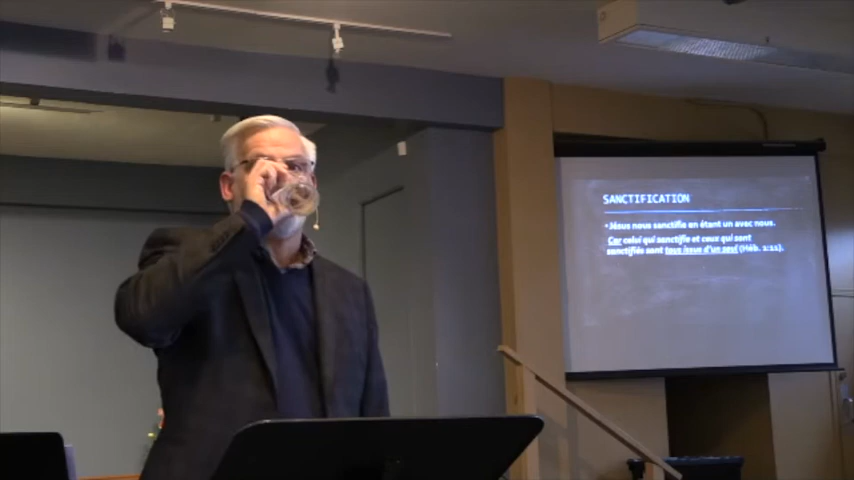 SANCTIFICATION
• Jésus nous sanctifie en étant un avec nous.
Car celui qui sanctifie et ceux qui sont
sanctifiés sont tous issus d'un seul (Héb. 2:11).